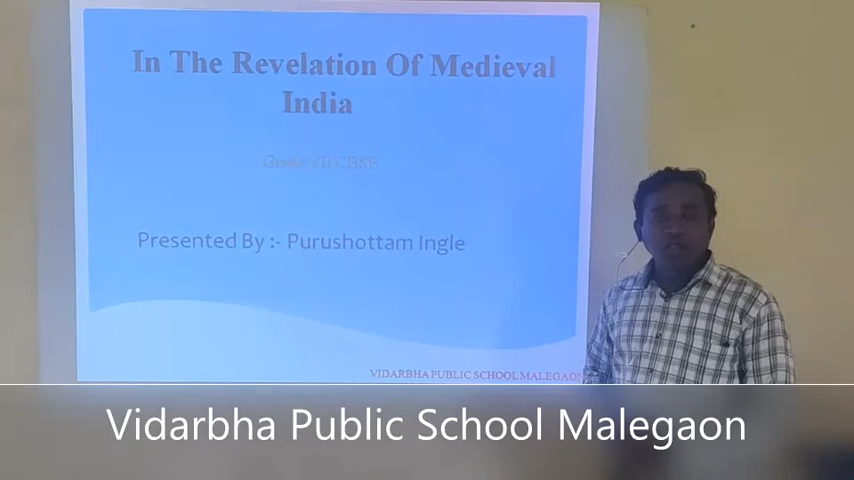 In The Revelation Of Medieval
India
Grade VII CBSE
Presented By :- Purushottam Ingle
VIDARBHA PUBLIC SCHOOL MALEGAON
Vidarbha Public School Malegaon